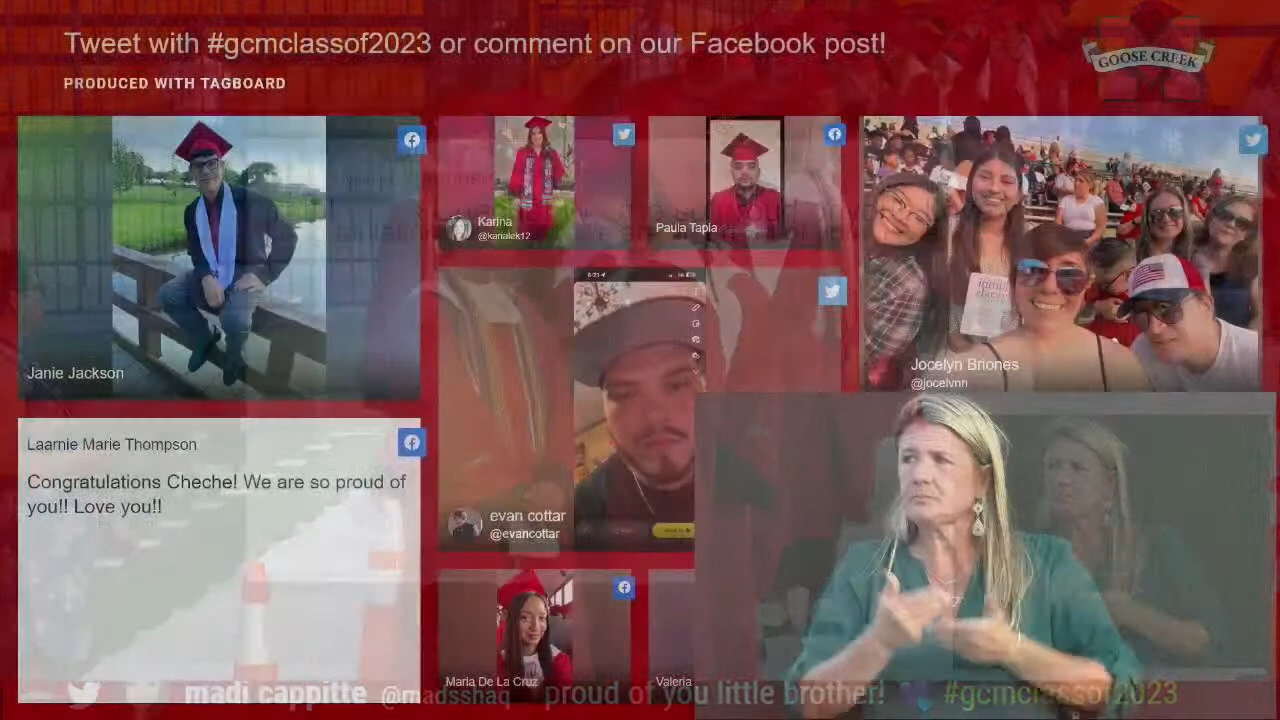 Tweet with #gcmclassof2023 or comment on our Facebook post!
PRODUCED WITH TAGBOARD
GOOSE CREEK
Janie Jackson
Karina
@kanalek12
Paula Tapia
Jocelyn Briones
@jocelynn
Laarnie Marie Thompson
Congratulations Cheche! We are so proud of
you!! Love you!!
evan cottar
@evancottar
Maria De La Cruz
Valeria
madi cappitte @madsshaq proud of you little brother! #gcmclassof2023